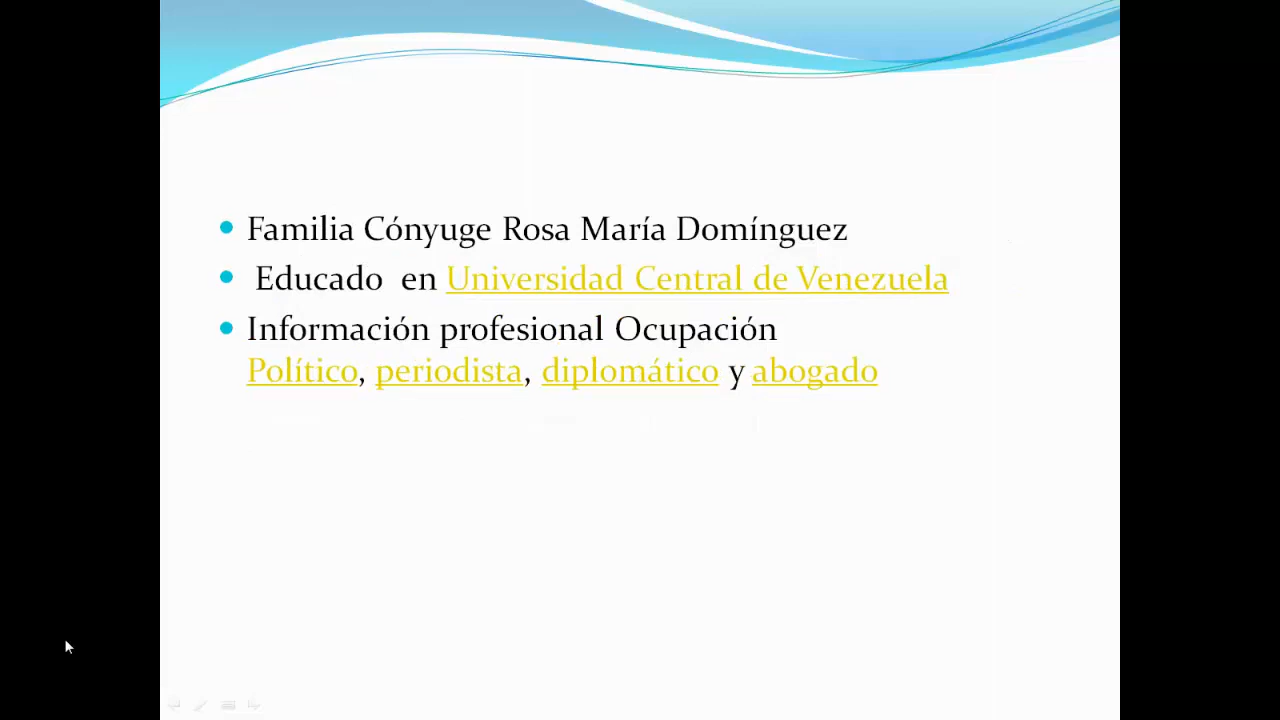 Familia Cónyuge Rosa María Domínguez
Educado en Universidad Central de Venezuela
Información profesional Ocupación
Político, periodista, diplomático y abogado